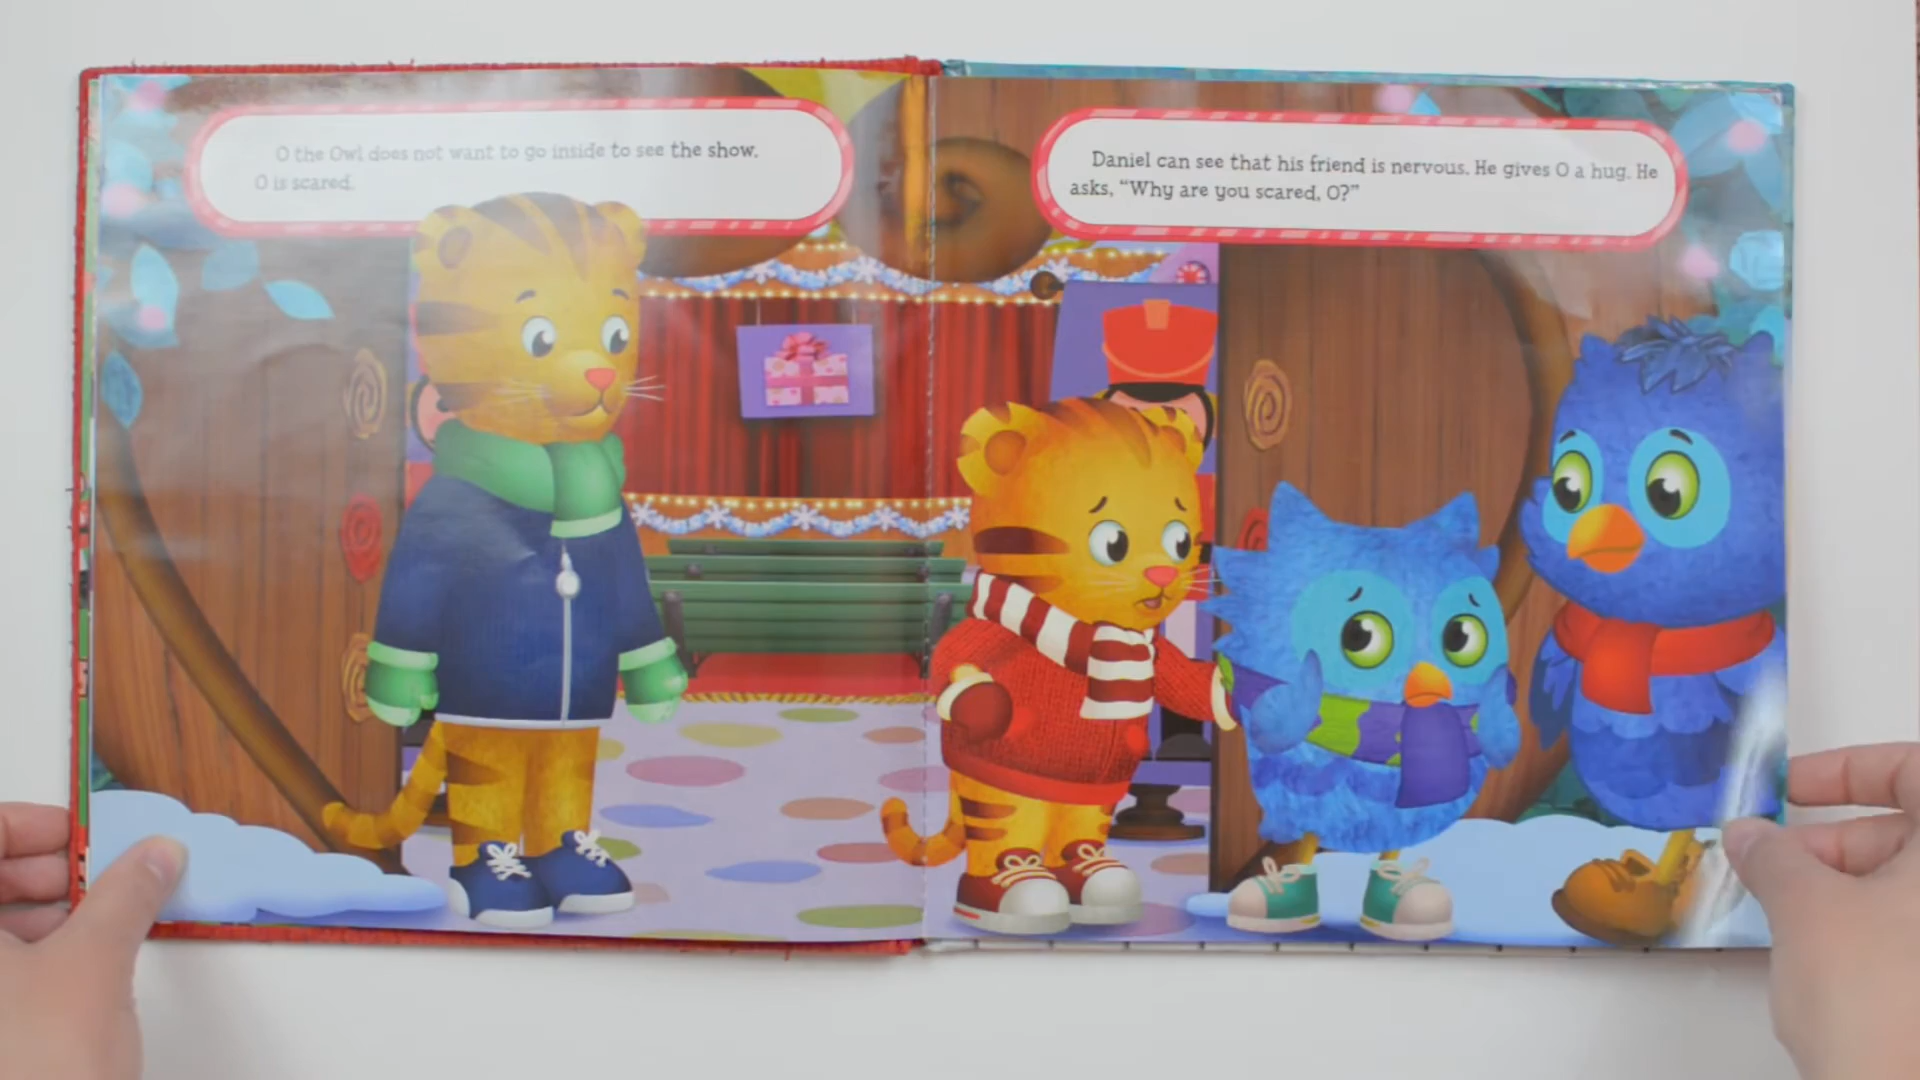 O the Owl does not want to go inside to see the show.
O is scared.
Daniel can see that his friend is nervous. He gives O a hug. He
asks, “Why are you scared, O?”